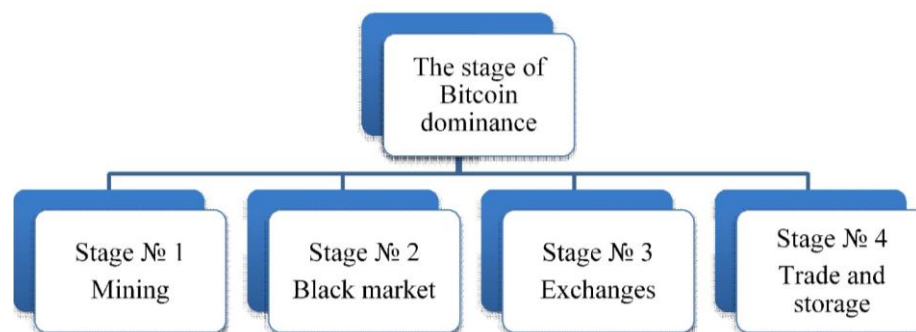 The stage of
Bitcoin
dominance
Stage № 1
Mining
Stage № 2
Black market
Stage № 3
Exchanges
Stage № 4
Trade and
storage